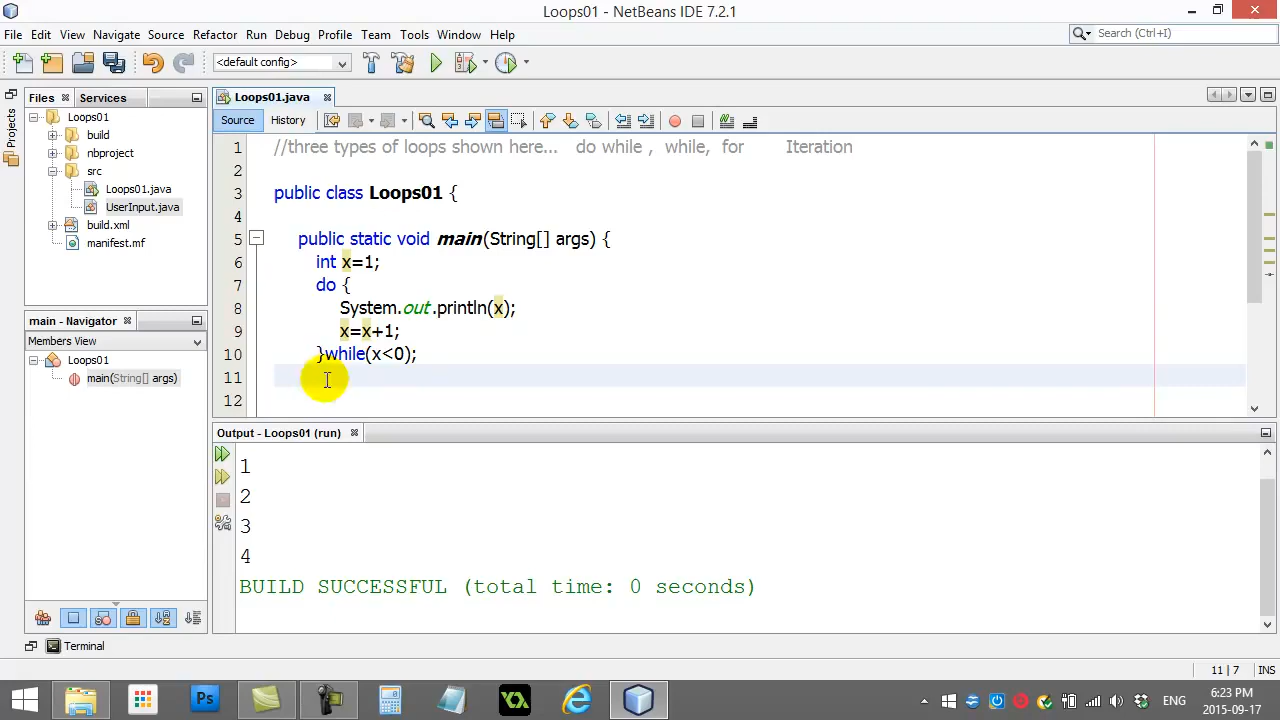 Loops01 - NetBeans IDE 7.2.1
File Edit View Navigate Source Refactor Run Debug Profile Team Tools Window Help
Search (Ctrl+I)
<default config>
Projects
Files Services
Loops01
build
nbproject
src
Loops01.java
UserInput.java
build.xml
manifest.mf
main - Navigator
Members View
Loops01
main(String[] args)
Loops01.java
Source History
1 //three types of loops shown here... do while , while, for Iteration
2
3 public class Loops01 {
4
5 public static void main(String[] args) {
6 int x=1;
7 do {
8 System.out.println(x);
9 x=x+1;
10 }while(x<0);
11
12
Output - Loops01 (run)
1
2
3
4
BUILD SUCCESSFUL (total time: 0 seconds)
Terminal
11 | 7 INS
Ps
ENG
6:23 PM
2015-09-17